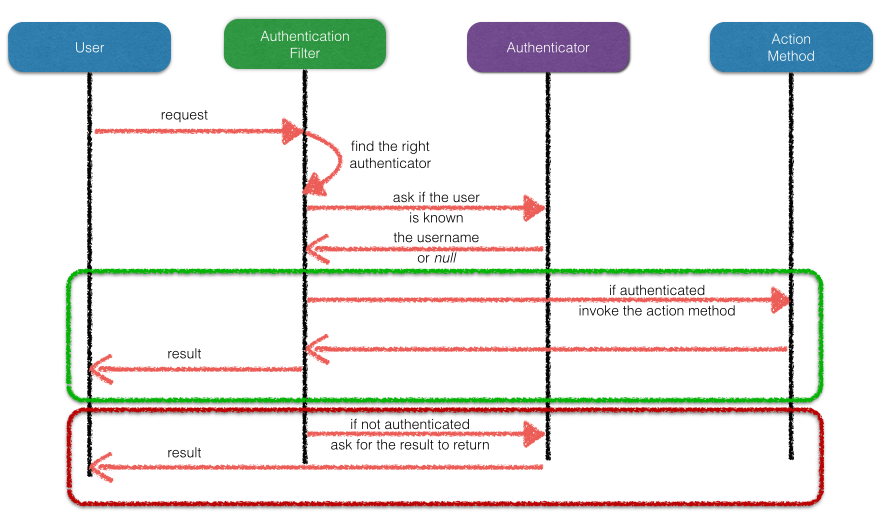 User
Authentication
Filter
Authenticator
Action
Method
request
find the right
authenticator
ask if the user
is known
the username
or null
if authenticated
invoke the action method
result
if not authenticated
ask for the result to return
result